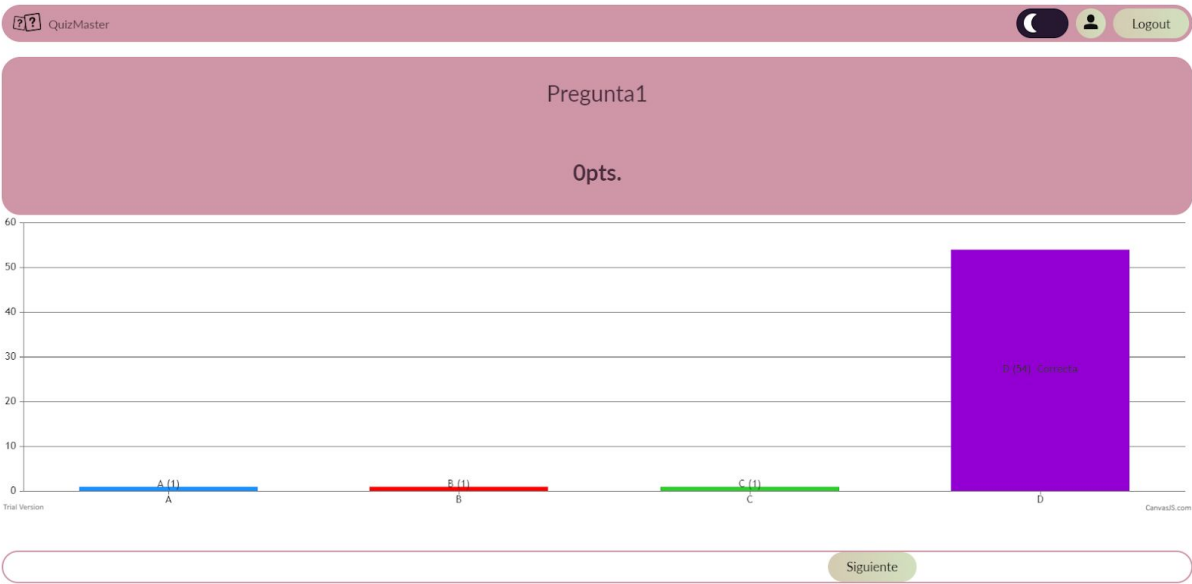 ?? QuizMaster
Logout
Pregunta1
0pts.
60
50
40
30
20
10
0
A (1)
B (1)
C (1)
D (54) Correcta
A
B
C
D
Trial Version
CanvasJS.com
Siguiente